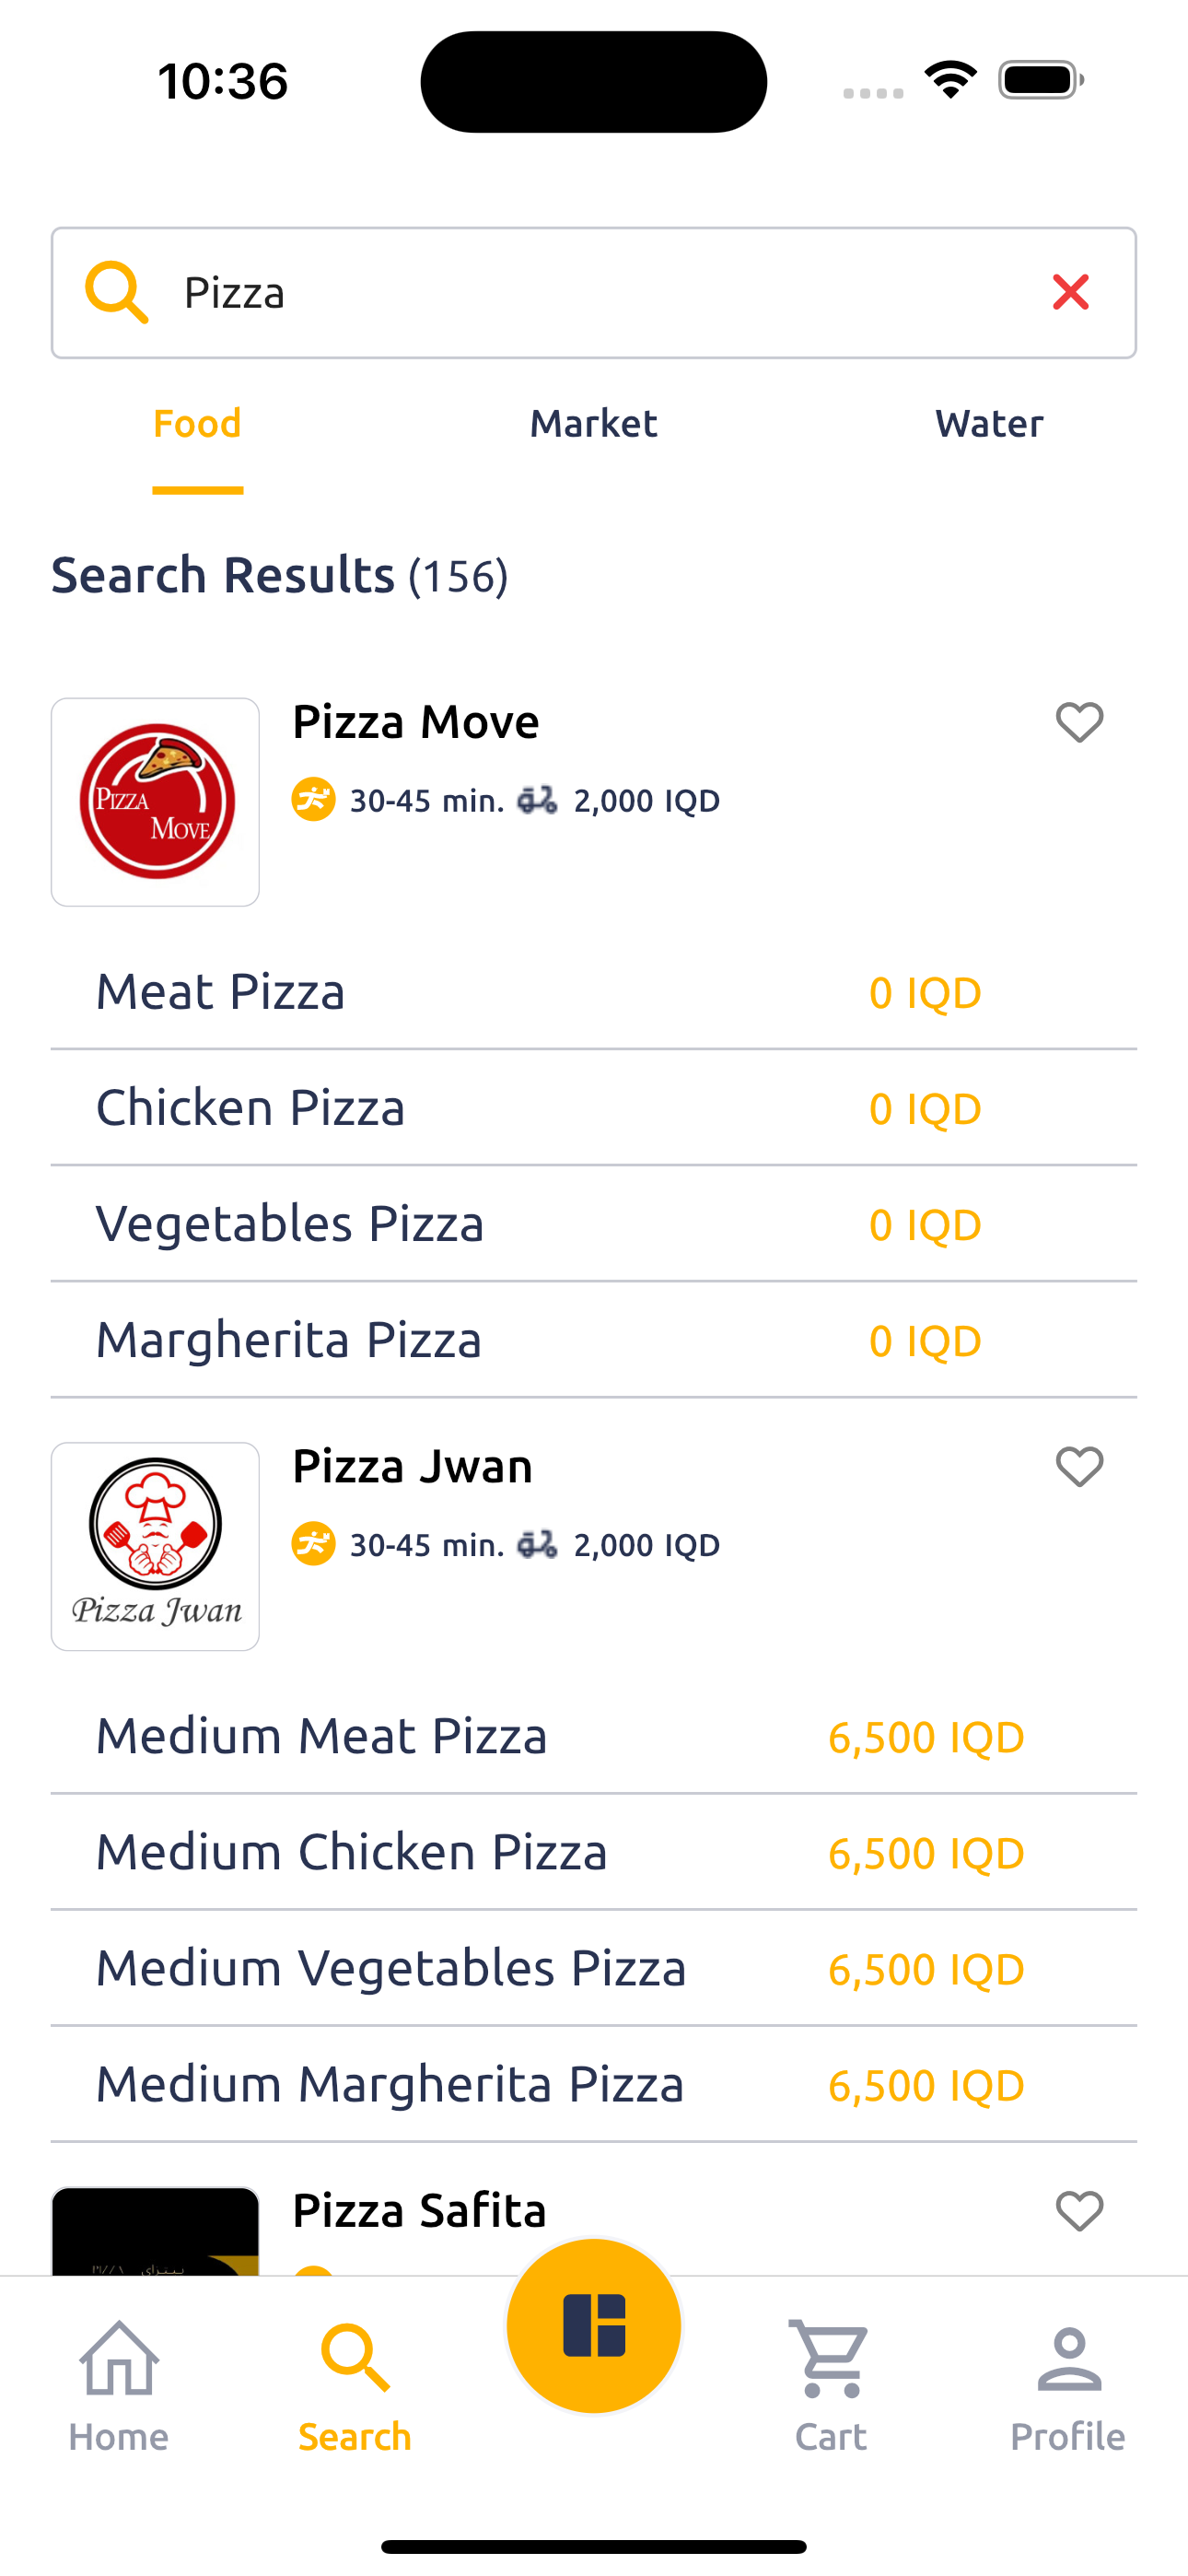 10:36
Pizza
Food Market Water
Search Results (156)
PIZZA
MOVE
Pizza Move
30-45 min. 2,000 IQD
Meat Pizza 0 IQD
Chicken Pizza 0 IQD
Vegetables Pizza 0 IQD
Margherita Pizza 0 IQD
Pizza Jwan
Pizza Jwan
30-45 min. 2,000 IQD
Medium Meat Pizza 6,500 IQD
Medium Chicken Pizza 6,500 IQD
Medium Vegetables Pizza 6,500 IQD
Medium Margherita Pizza 6,500 IQD
Pizza Safita
Home Search Cart Profile